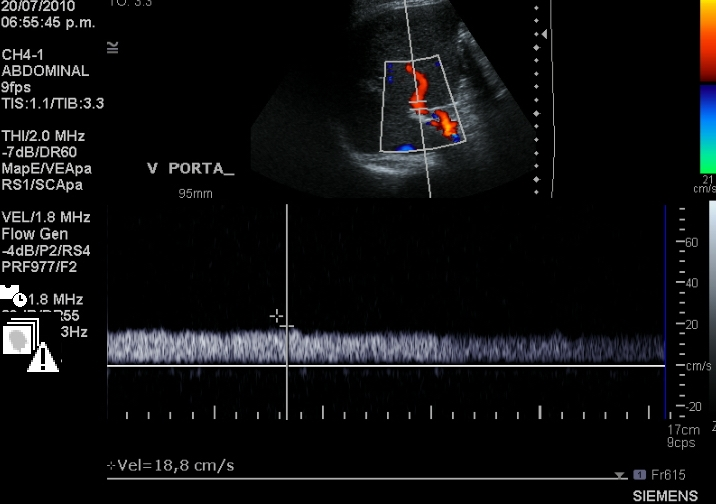 20/07/2010
06:55:45 p.m.
CH4-1
ABDOMINAL
9fps
TIS:1.1/TIB:3.3
THI/2.0 MHz
-7dB/DR60
MapE/VEApa
RS1/SCApa
VEL/1.8 MHz
Flow Gen
-4dB/P2/RS4
PRF977/F2
1.8 MHz
3Hz
V PORTA_
95mm
21
cm/s
60
40
20
cm/s
-20
17cm
9cps
Vel=18,8 cm/s
1 Fr615
SIEMENS